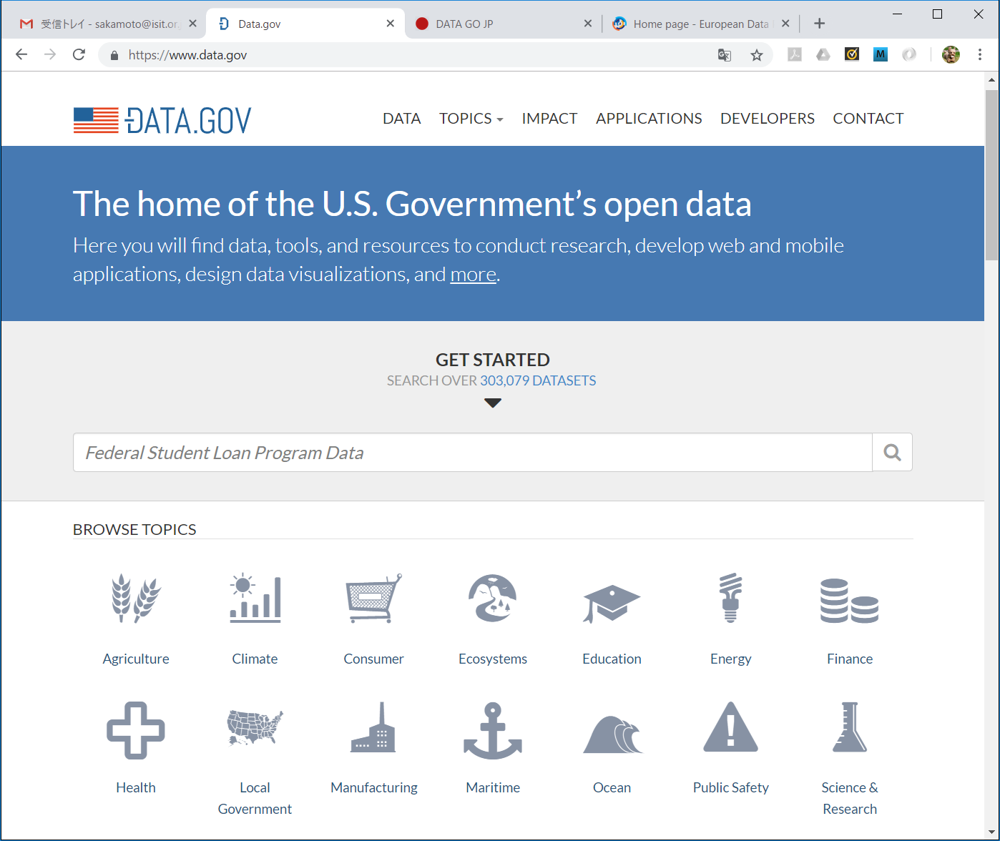 受信トレイ - sakamoto@isit.or.j
Data.gov
DATA GO JP
Home page - European Data
https://www.data.gov
M
DATA.GOV
DATA TOPICS IMPACT APPLICATIONS DEVELOPERS CONTACT
The home of the U.S. Government’s open data
Here you will find data, tools, and resources to conduct research, develop web and mobile
applications, design data visualizations, and more.
GET STARTED
SEARCH OVER 303,079 DATASETS
Federal Student Loan Program Data
BROWSE TOPICS
Agriculture Climate Consumer Ecosystems Education Energy Finance
Health Local Manufacturing Maritime Ocean Public Safety Science &
Government Research